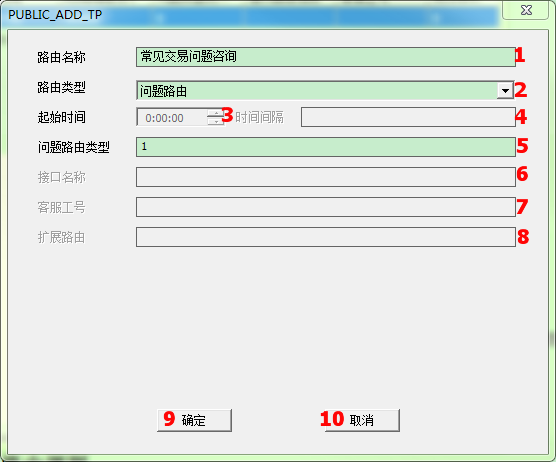 PUBLIC_ADD_TP
路由名称 常见交易问题咨询 1
路由类型 问题路由 2
起始时间 0:00:00 3 时间间隔 4
问题路由类型 1 5
接口名称 6
客服工号 7
扩展路由 8
9 确定 10 取消